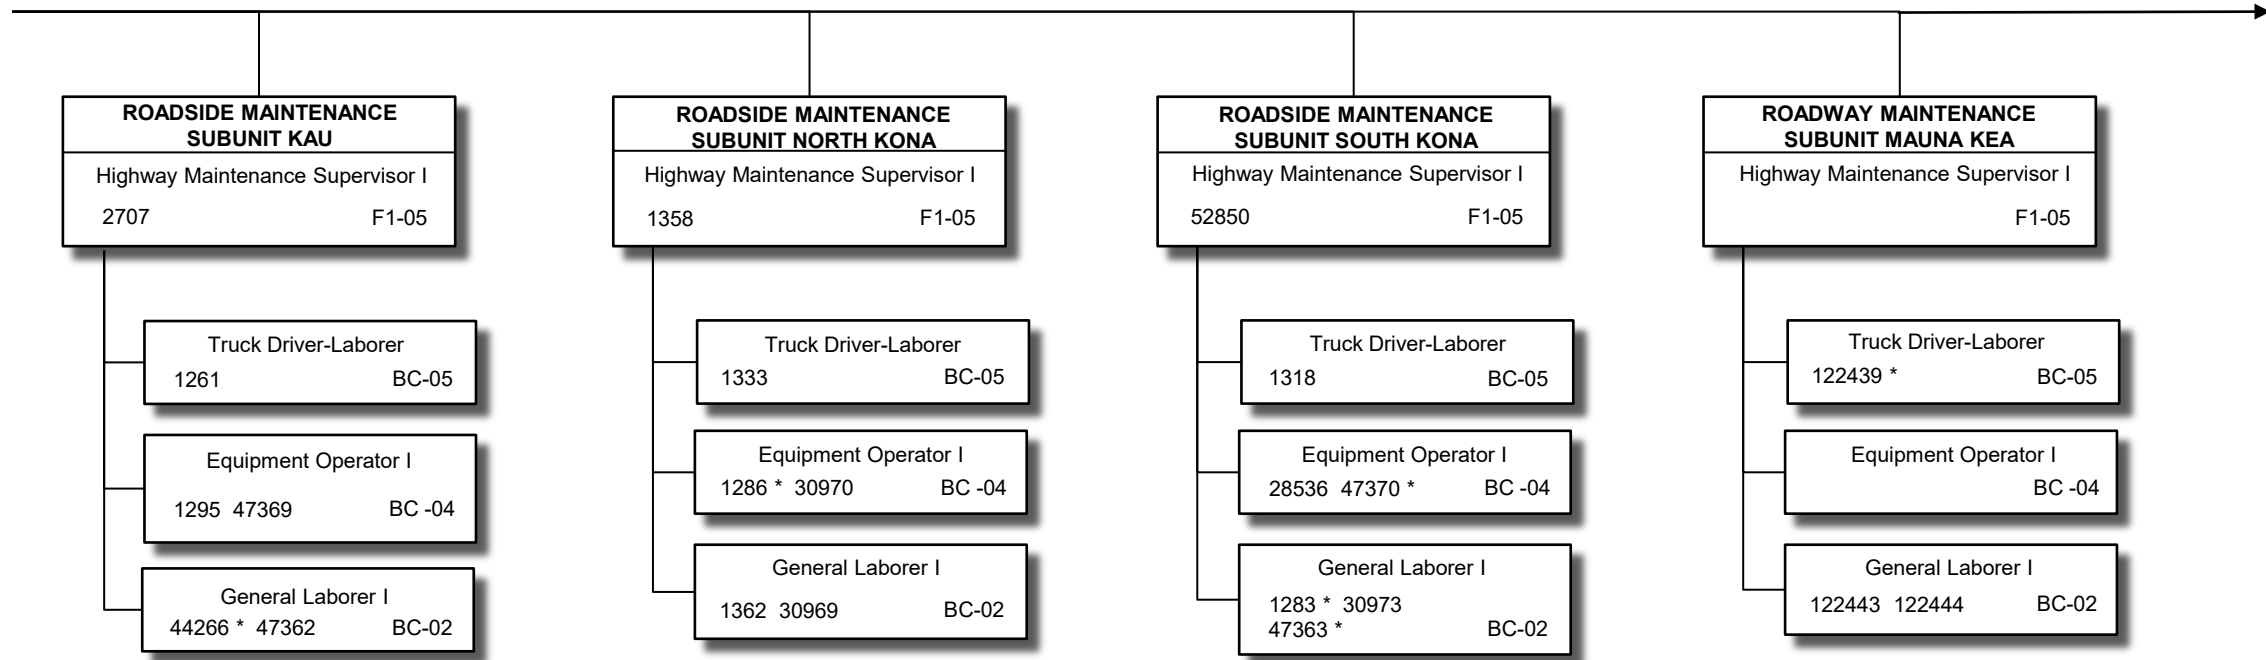 ROADSIDE MAINTENANCE
SUBUNIT KAU
Highway Maintenance Supervisor I
2707 F1-05
Truck Driver-Laborer
1261 BC-05
Equipment Operator I
1295 47369 BC -04
General Laborer I
44266 * 47362 BC-02
ROADSIDE MAINTENANCE
SUBUNIT NORTH KONA
Highway Maintenance Supervisor I
1358 F1-05
Truck Driver-Laborer
1333 BC-05
Equipment Operator I
1286 * 30970 BC -04
General Laborer I
1362 30969 BC-02
ROADSIDE MAINTENANCE
SUBUNIT SOUTH KONA
Highway Maintenance Supervisor I
52850 F1-05
Truck Driver-Laborer
1318 BC-05
Equipment Operator I
28536 47370 * BC -04
General Laborer I
1283 * 30973
47363 * BC-02
ROADWAY MAINTENANCE
SUBUNIT MAUNA KEA
Highway Maintenance Supervisor I
F1-05
Truck Driver-Laborer
122439 * BC-05
Equipment Operator I
BC -04
General Laborer I
122443 122444 BC-02